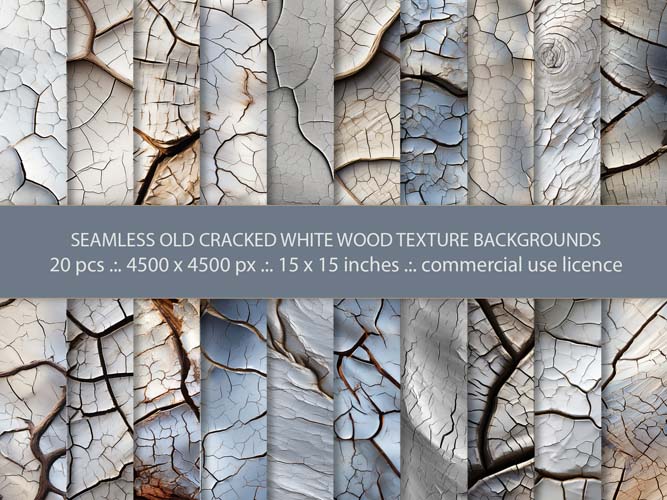 SEAMLESS OLD CRACKED WHITE WOOD TEXTURE BACKGROUNDS
20 pcs .:. 4500 x 4500 px .:. 15 x 15 inches .:. commercial use licence